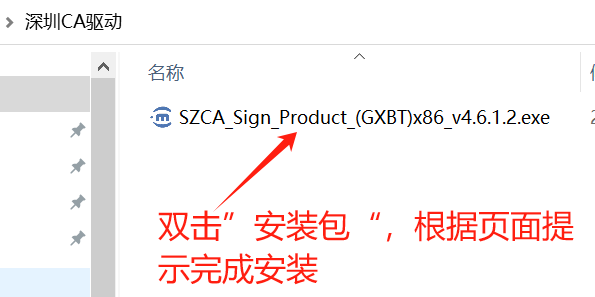 深圳CA驱动
名称
SZCA_Sign_Product_(GXBT)x86_v4.6.1.2.exe
双击”安装包“，根据页面提
示完成安装